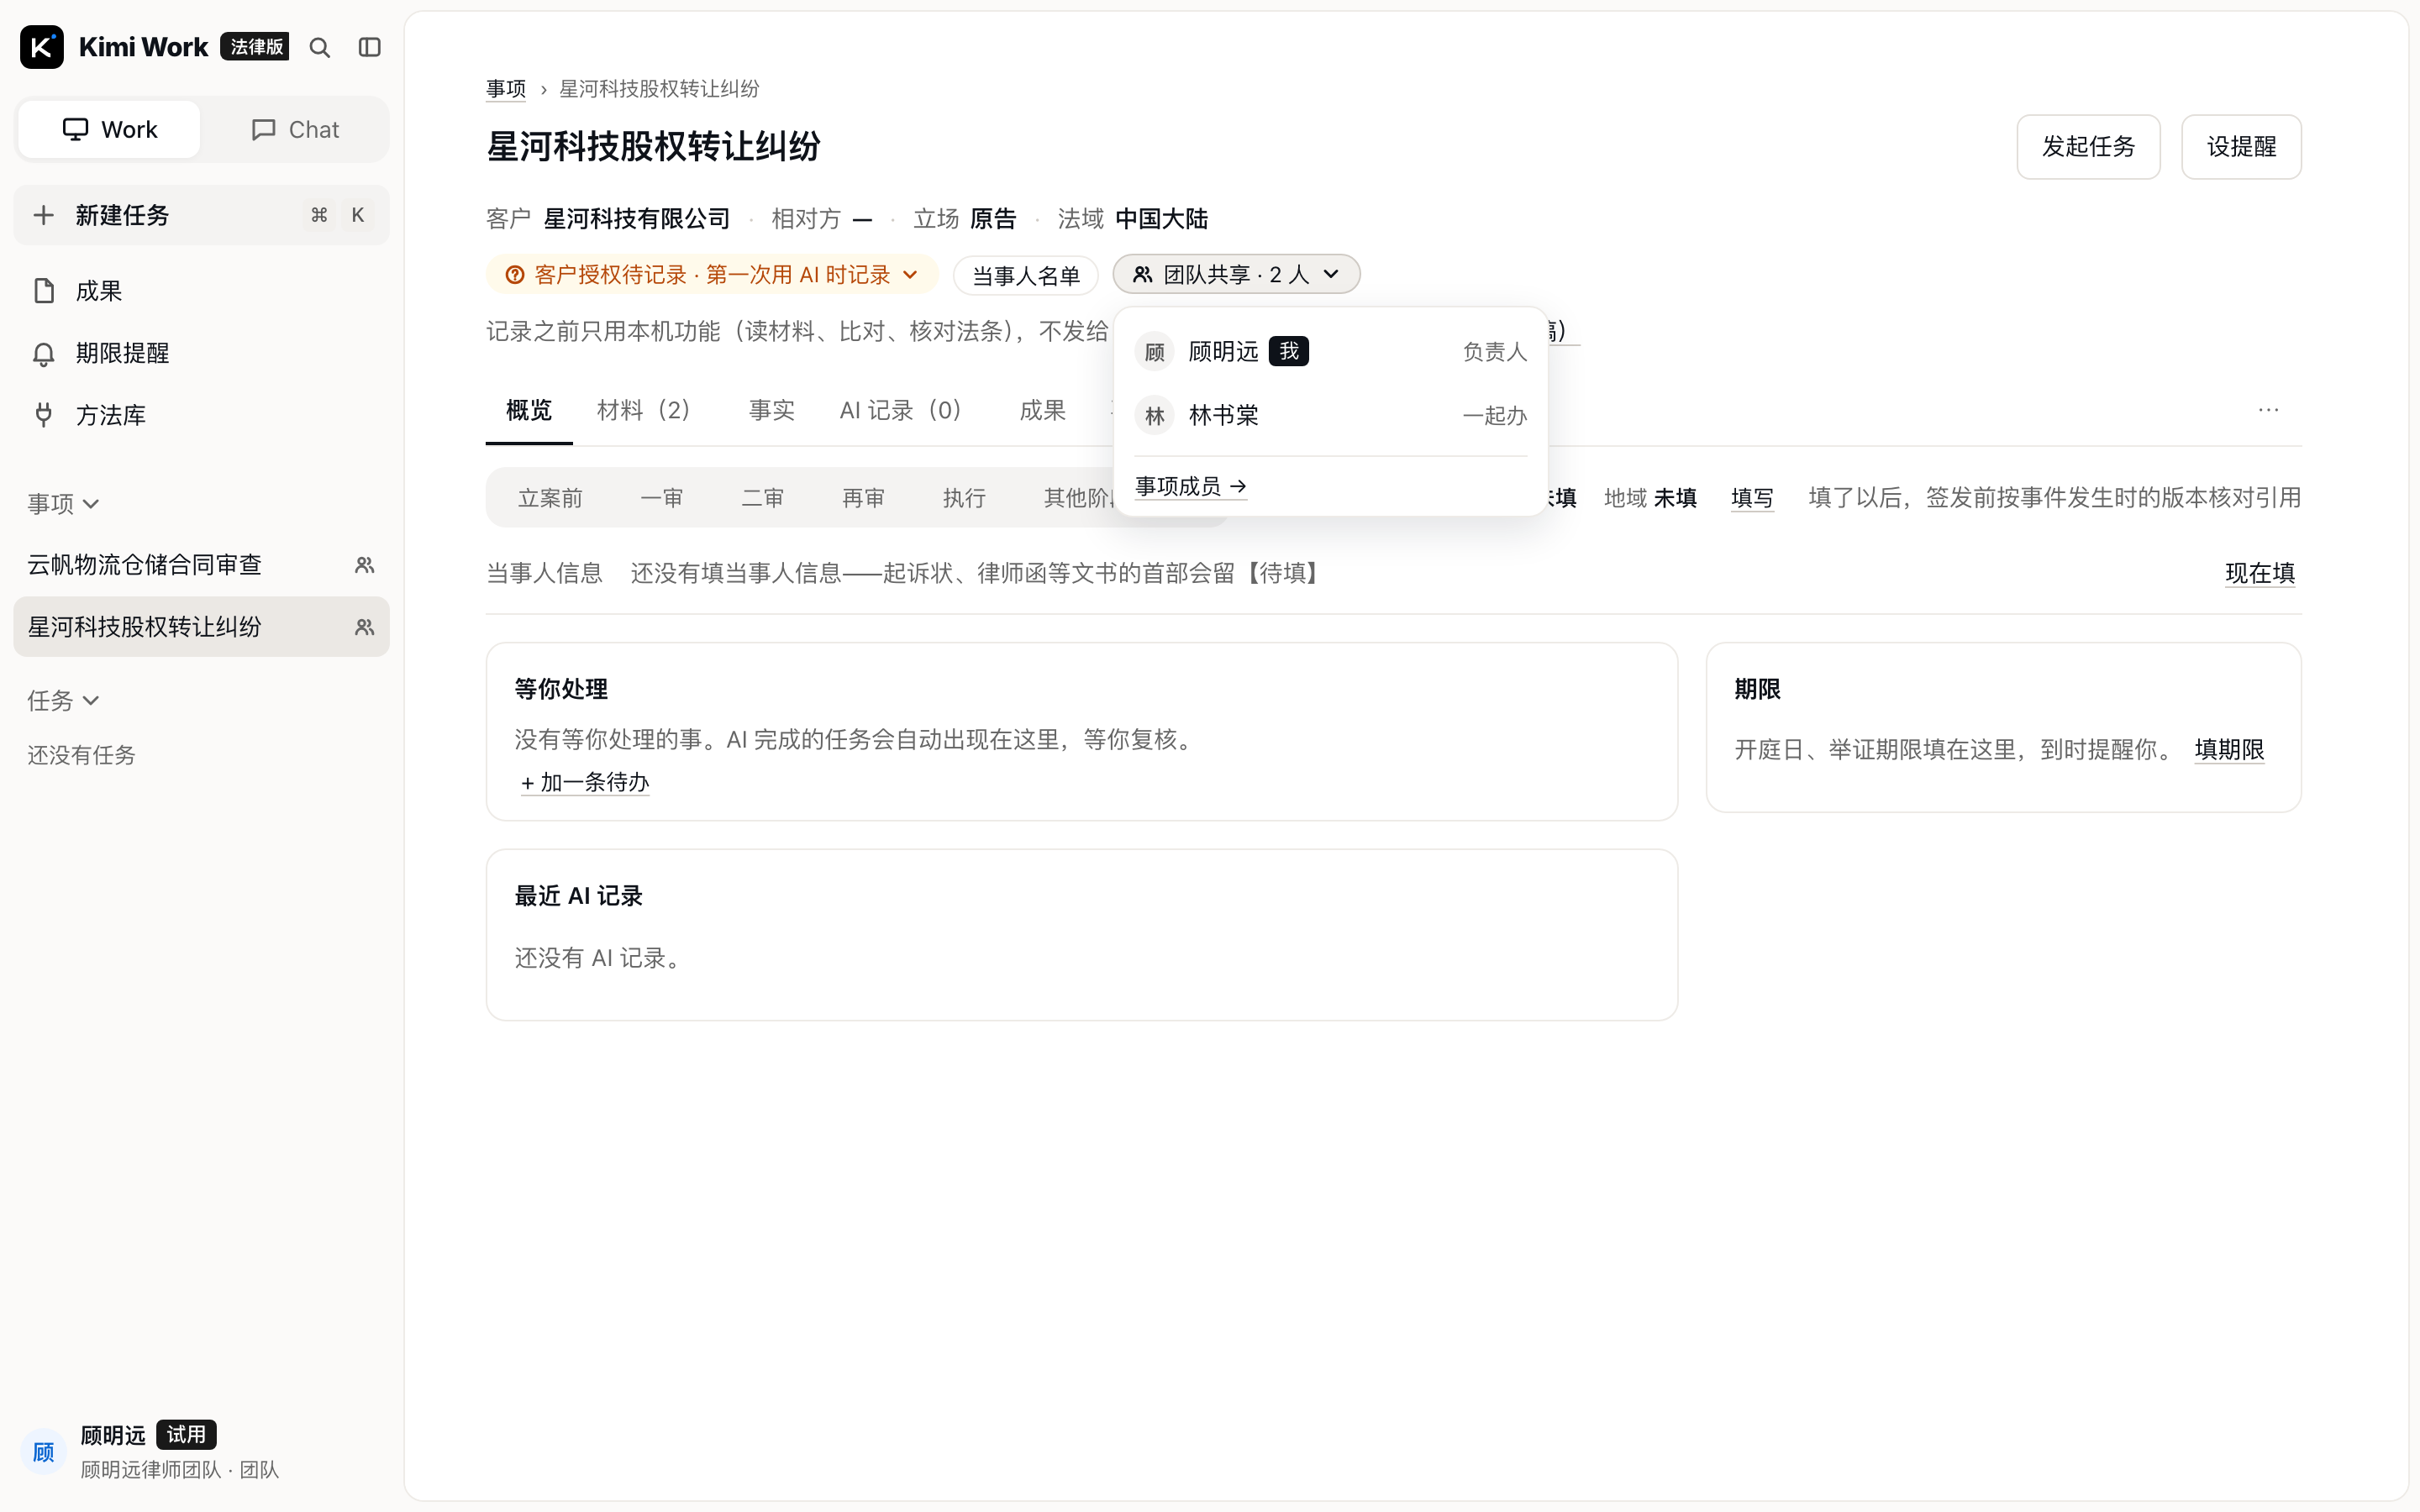 Kimi Work 法律版
Work
Chat
新建任务 ⌘ K
成果
期限提醒
方法库
事项
云帆物流仓储合同审查
星河科技股权转让纠纷
任务
还没有任务
顾 顾明远 试用
顾明远律师团队 · 团队
事项 › 星河科技股权转让纠纷
星河科技股权转让纠纷
发起任务 设提醒
客户 星河科技有限公司 · 相对方 — · 立场 原告 · 法域 中国大陆
客户授权待记录 · 第一次用 AI 时记录 当事人名单 团队共享 · 2 人
记录之前只用本机功能（读材料、比对、核对法条），不发给
顾 顾明远 我 负责人
林 林书棠 一起办
事项成员 →
概览 材料（2） 事实 AI 记录（0） 成果 ...
立案前 一审 二审 再审 执行 其他阶
未填 地域 未填 填写 填了以后，签发前按事件发生时的版本核对引用
当事人信息 还没有填当事人信息——起诉状、律师函等文书的首部会留【待填】 现在填
等你处理
没有等你处理的事。AI 完成的任务会自动出现在这里，等你复核。
+ 加一条待办
期限
开庭日、举证期限填在这里，到时提醒你。 填期限
最近 AI 记录
还没有 AI 记录。